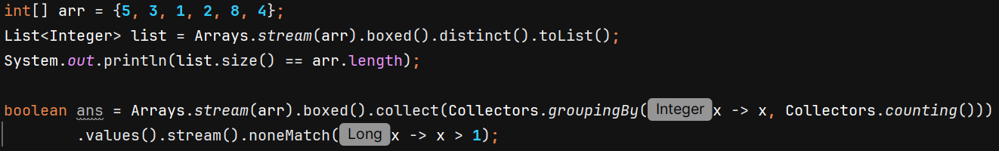 int[] arr = {5, 3, 1, 2, 8, 4};
List<Integer> list = Arrays.stream(arr).boxed().distinct().toList();
System.out.println(list.size() == arr.length);
boolean ans = Arrays.stream(arr).boxed().collect(Collectors.groupingBy( Integer x -> x, Collectors.counting()))
.values().stream().noneMatch( Long x -> x > 1);